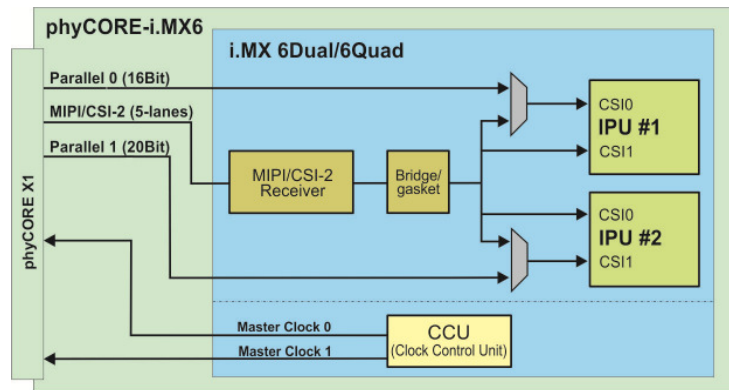 phyCORE-i.MX6
i.MX 6Dual/6Quad
Parallel 0 (16Bit)
MIPI/CSI-2 (5-lanes)
Parallel 1 (20Bit)
phyCORE X1
MIPI/CSI-2
Receiver
Bridge/
gasket
CSI0
IPU #1
CSI1
CSI0
IPU #2
CSI1
Master Clock 0
Master Clock 1
CCU
(Clock Control Unit)